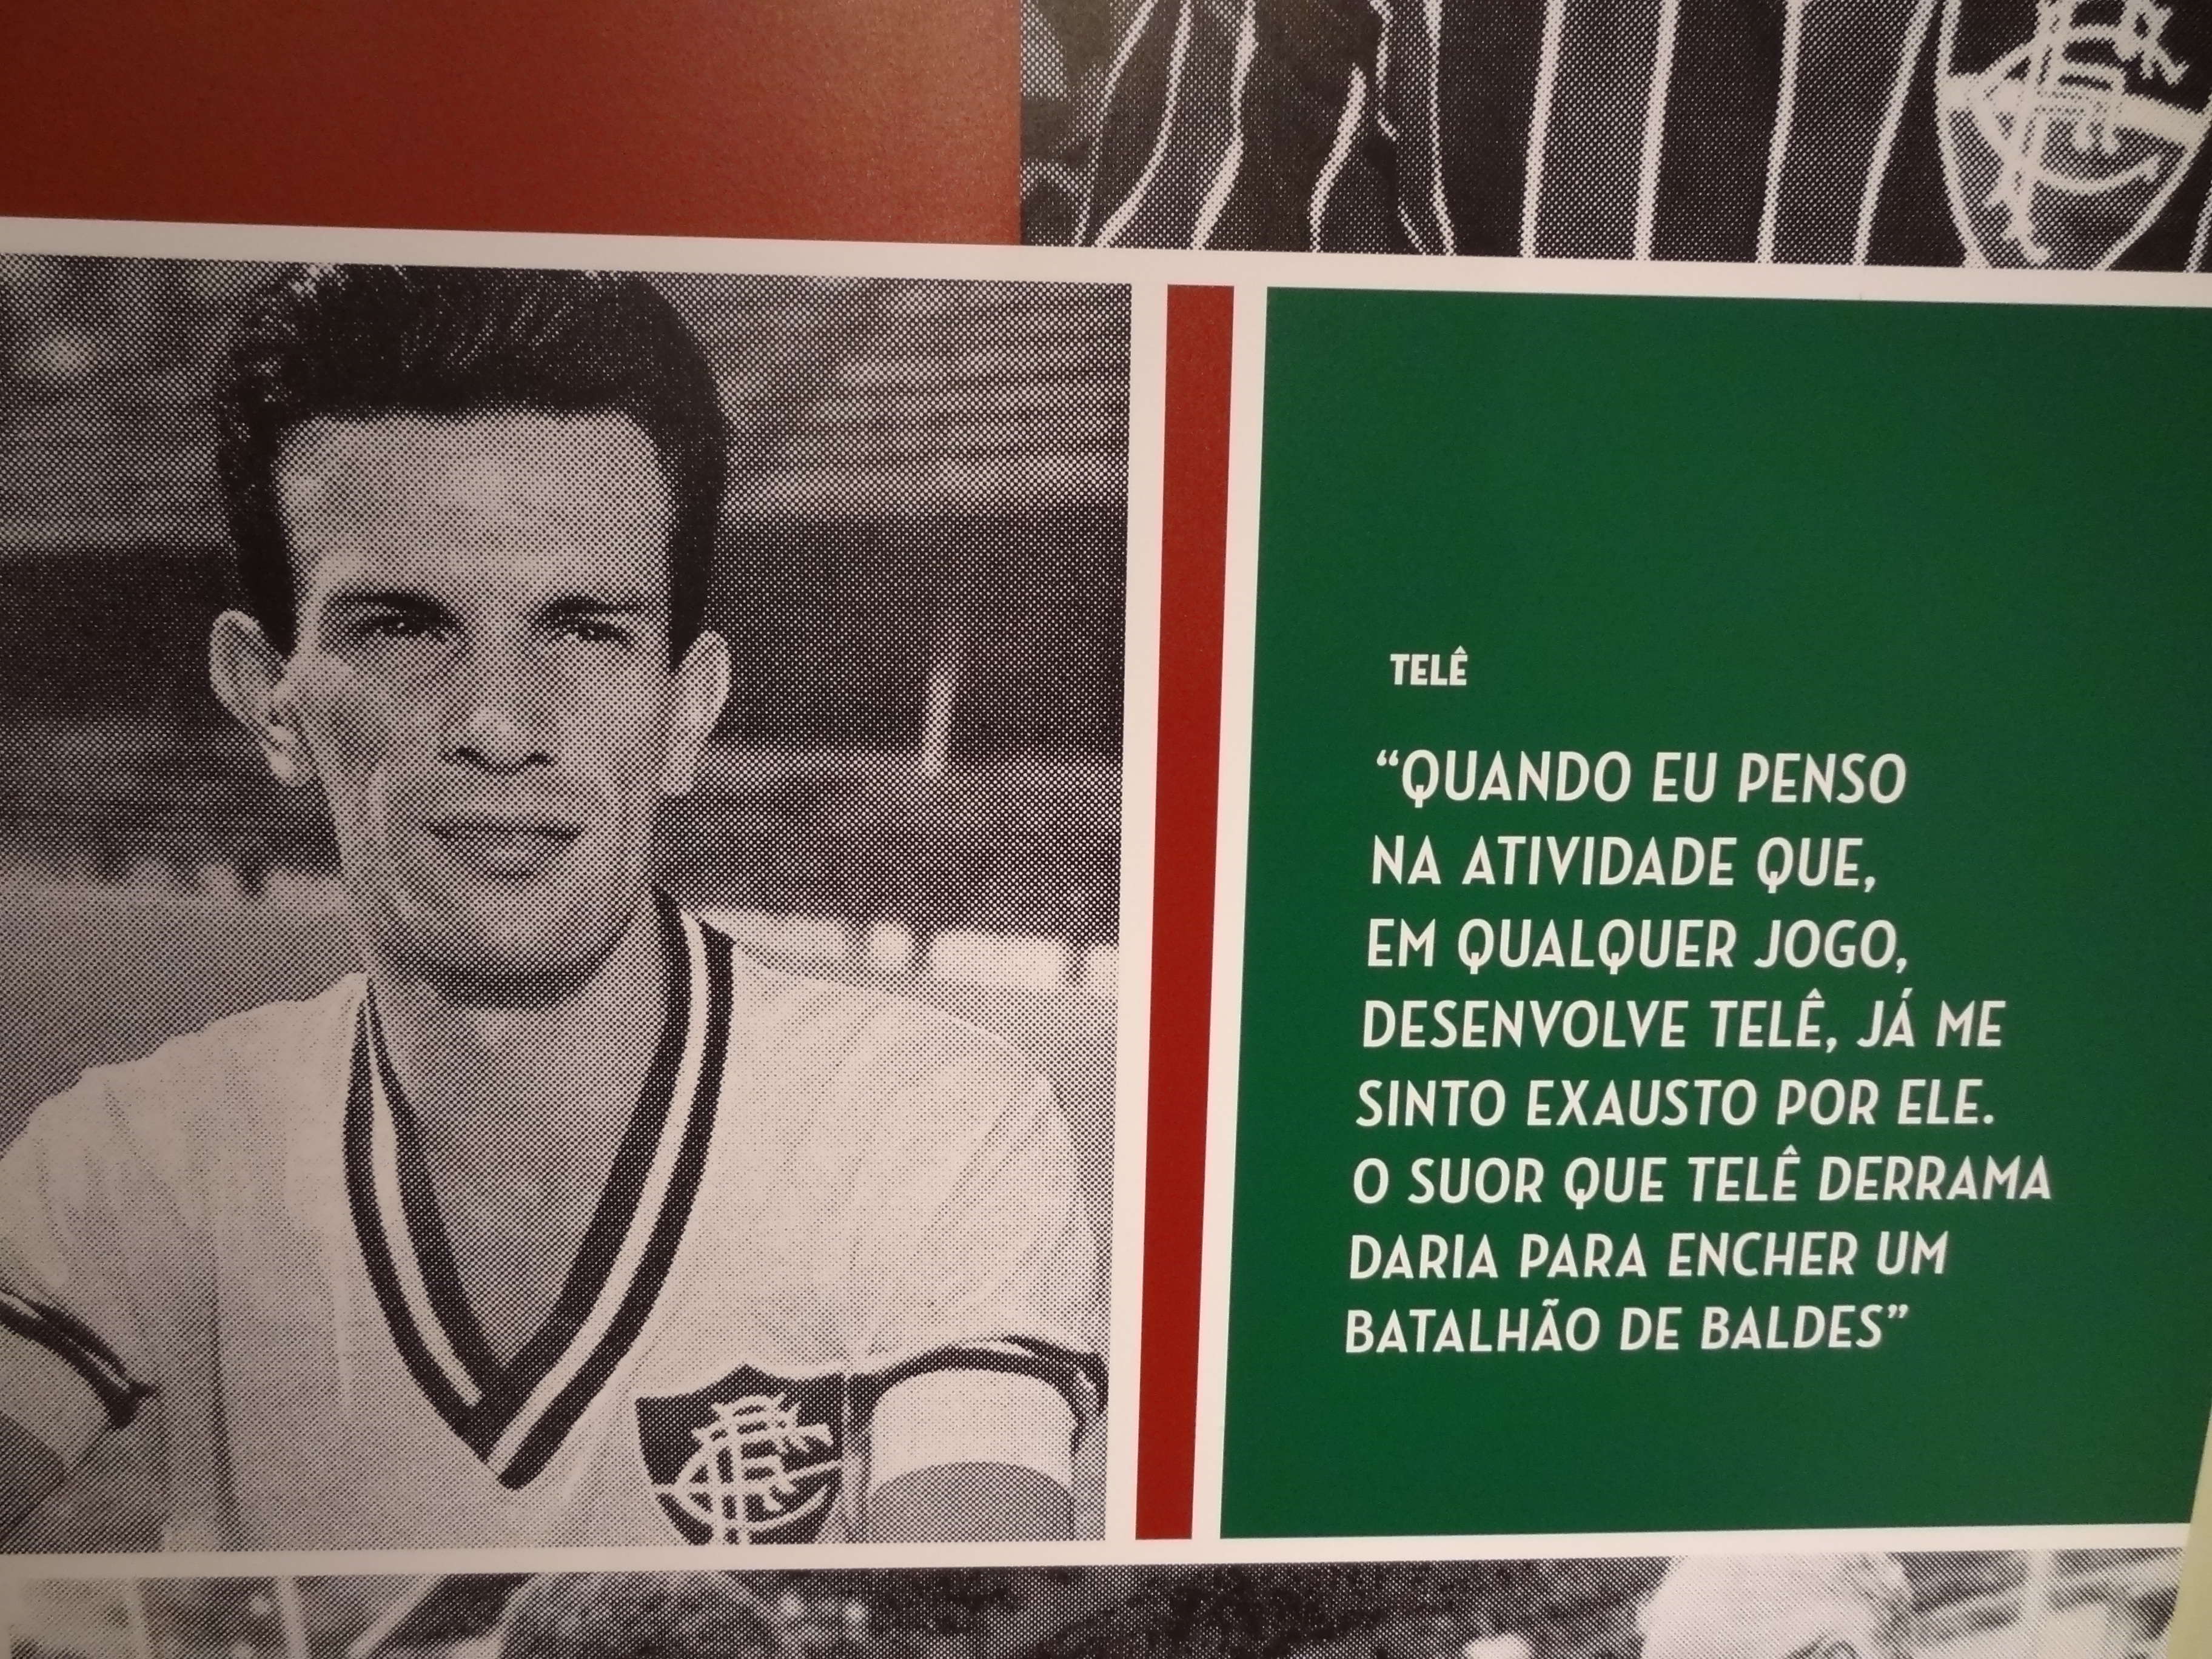 TELÊ
“QUANDO EU PENSO
NA ATIVIDADE QUE,
EM QUALQUER JOGO,
DESENVOLVE TELÊ, JÁ ME
SINTO EXAUSTO POR ELE.
O SUOR QUE TELÊ DERRAMA
DARIA PARA ENCHER UM
BATALHÃO DE BALDES”